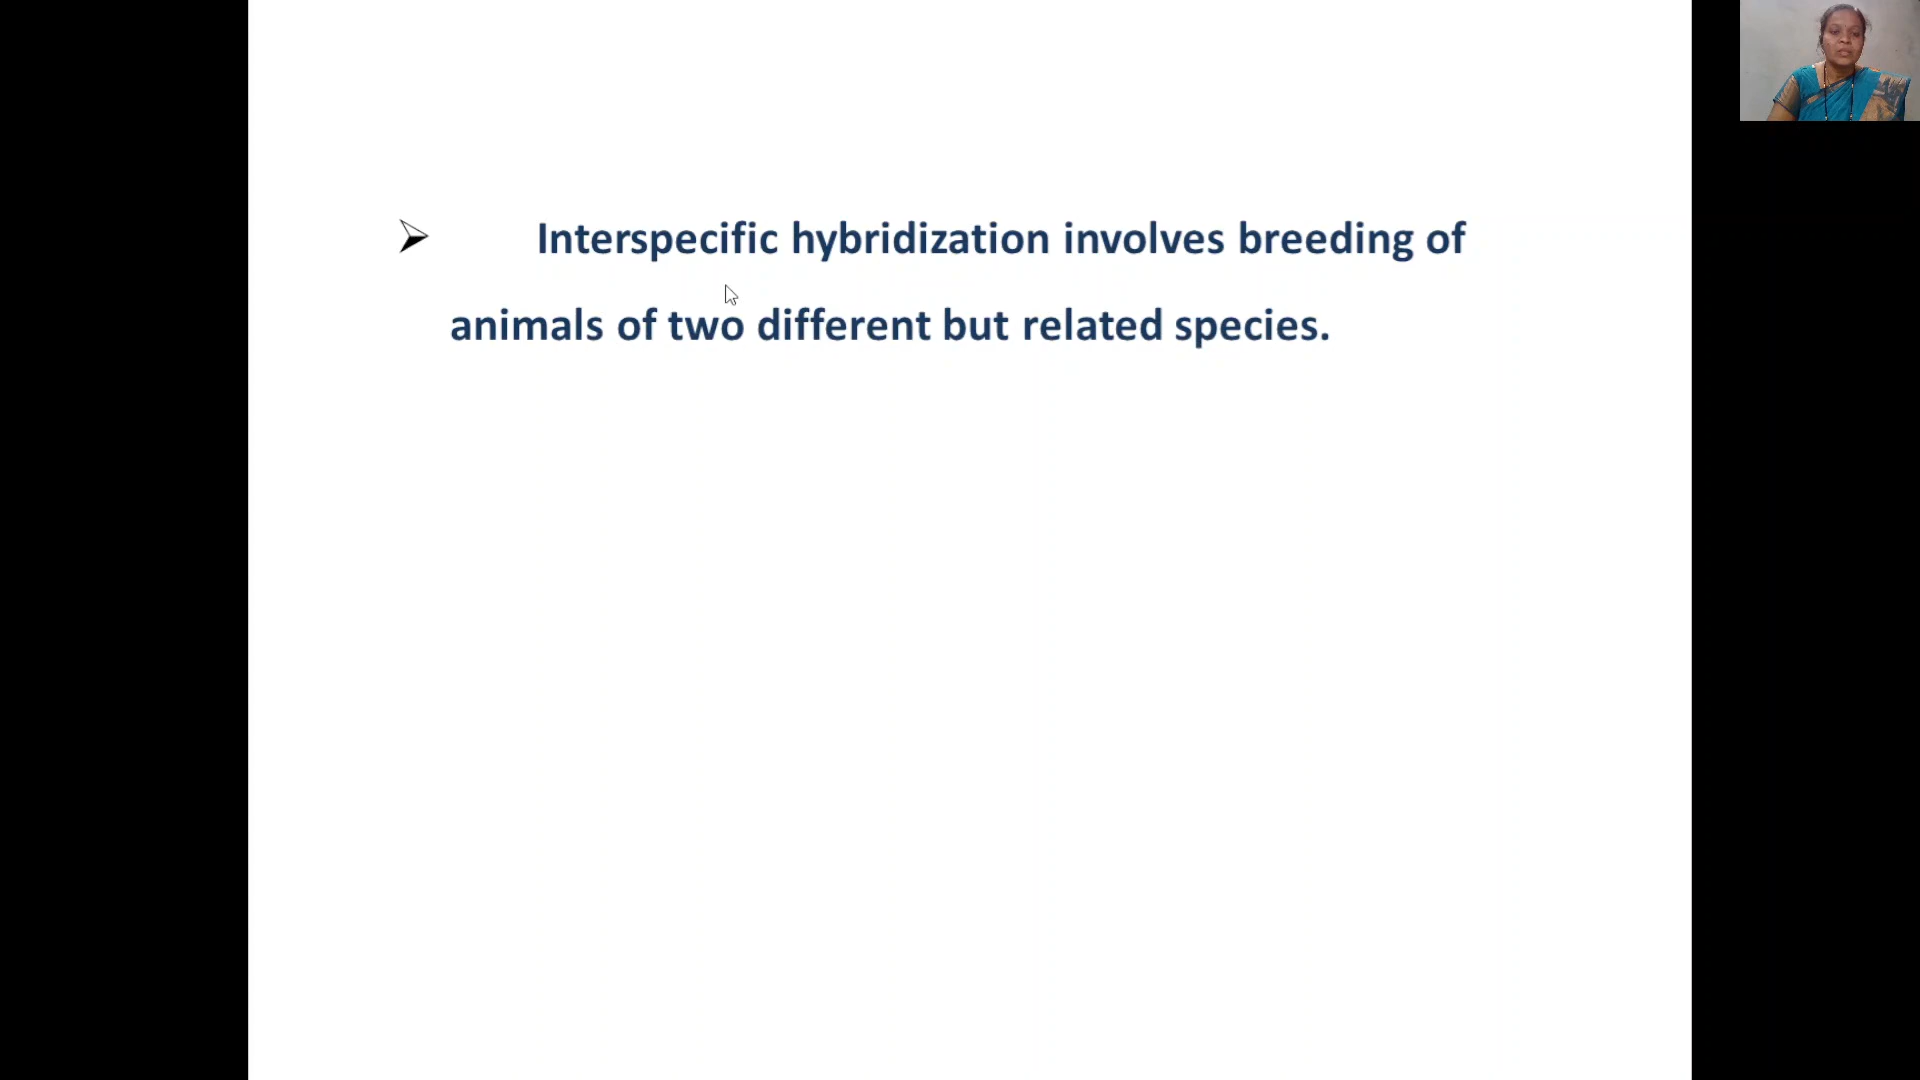 Interspecific hybridization involves breeding of
animals of two different but related species.